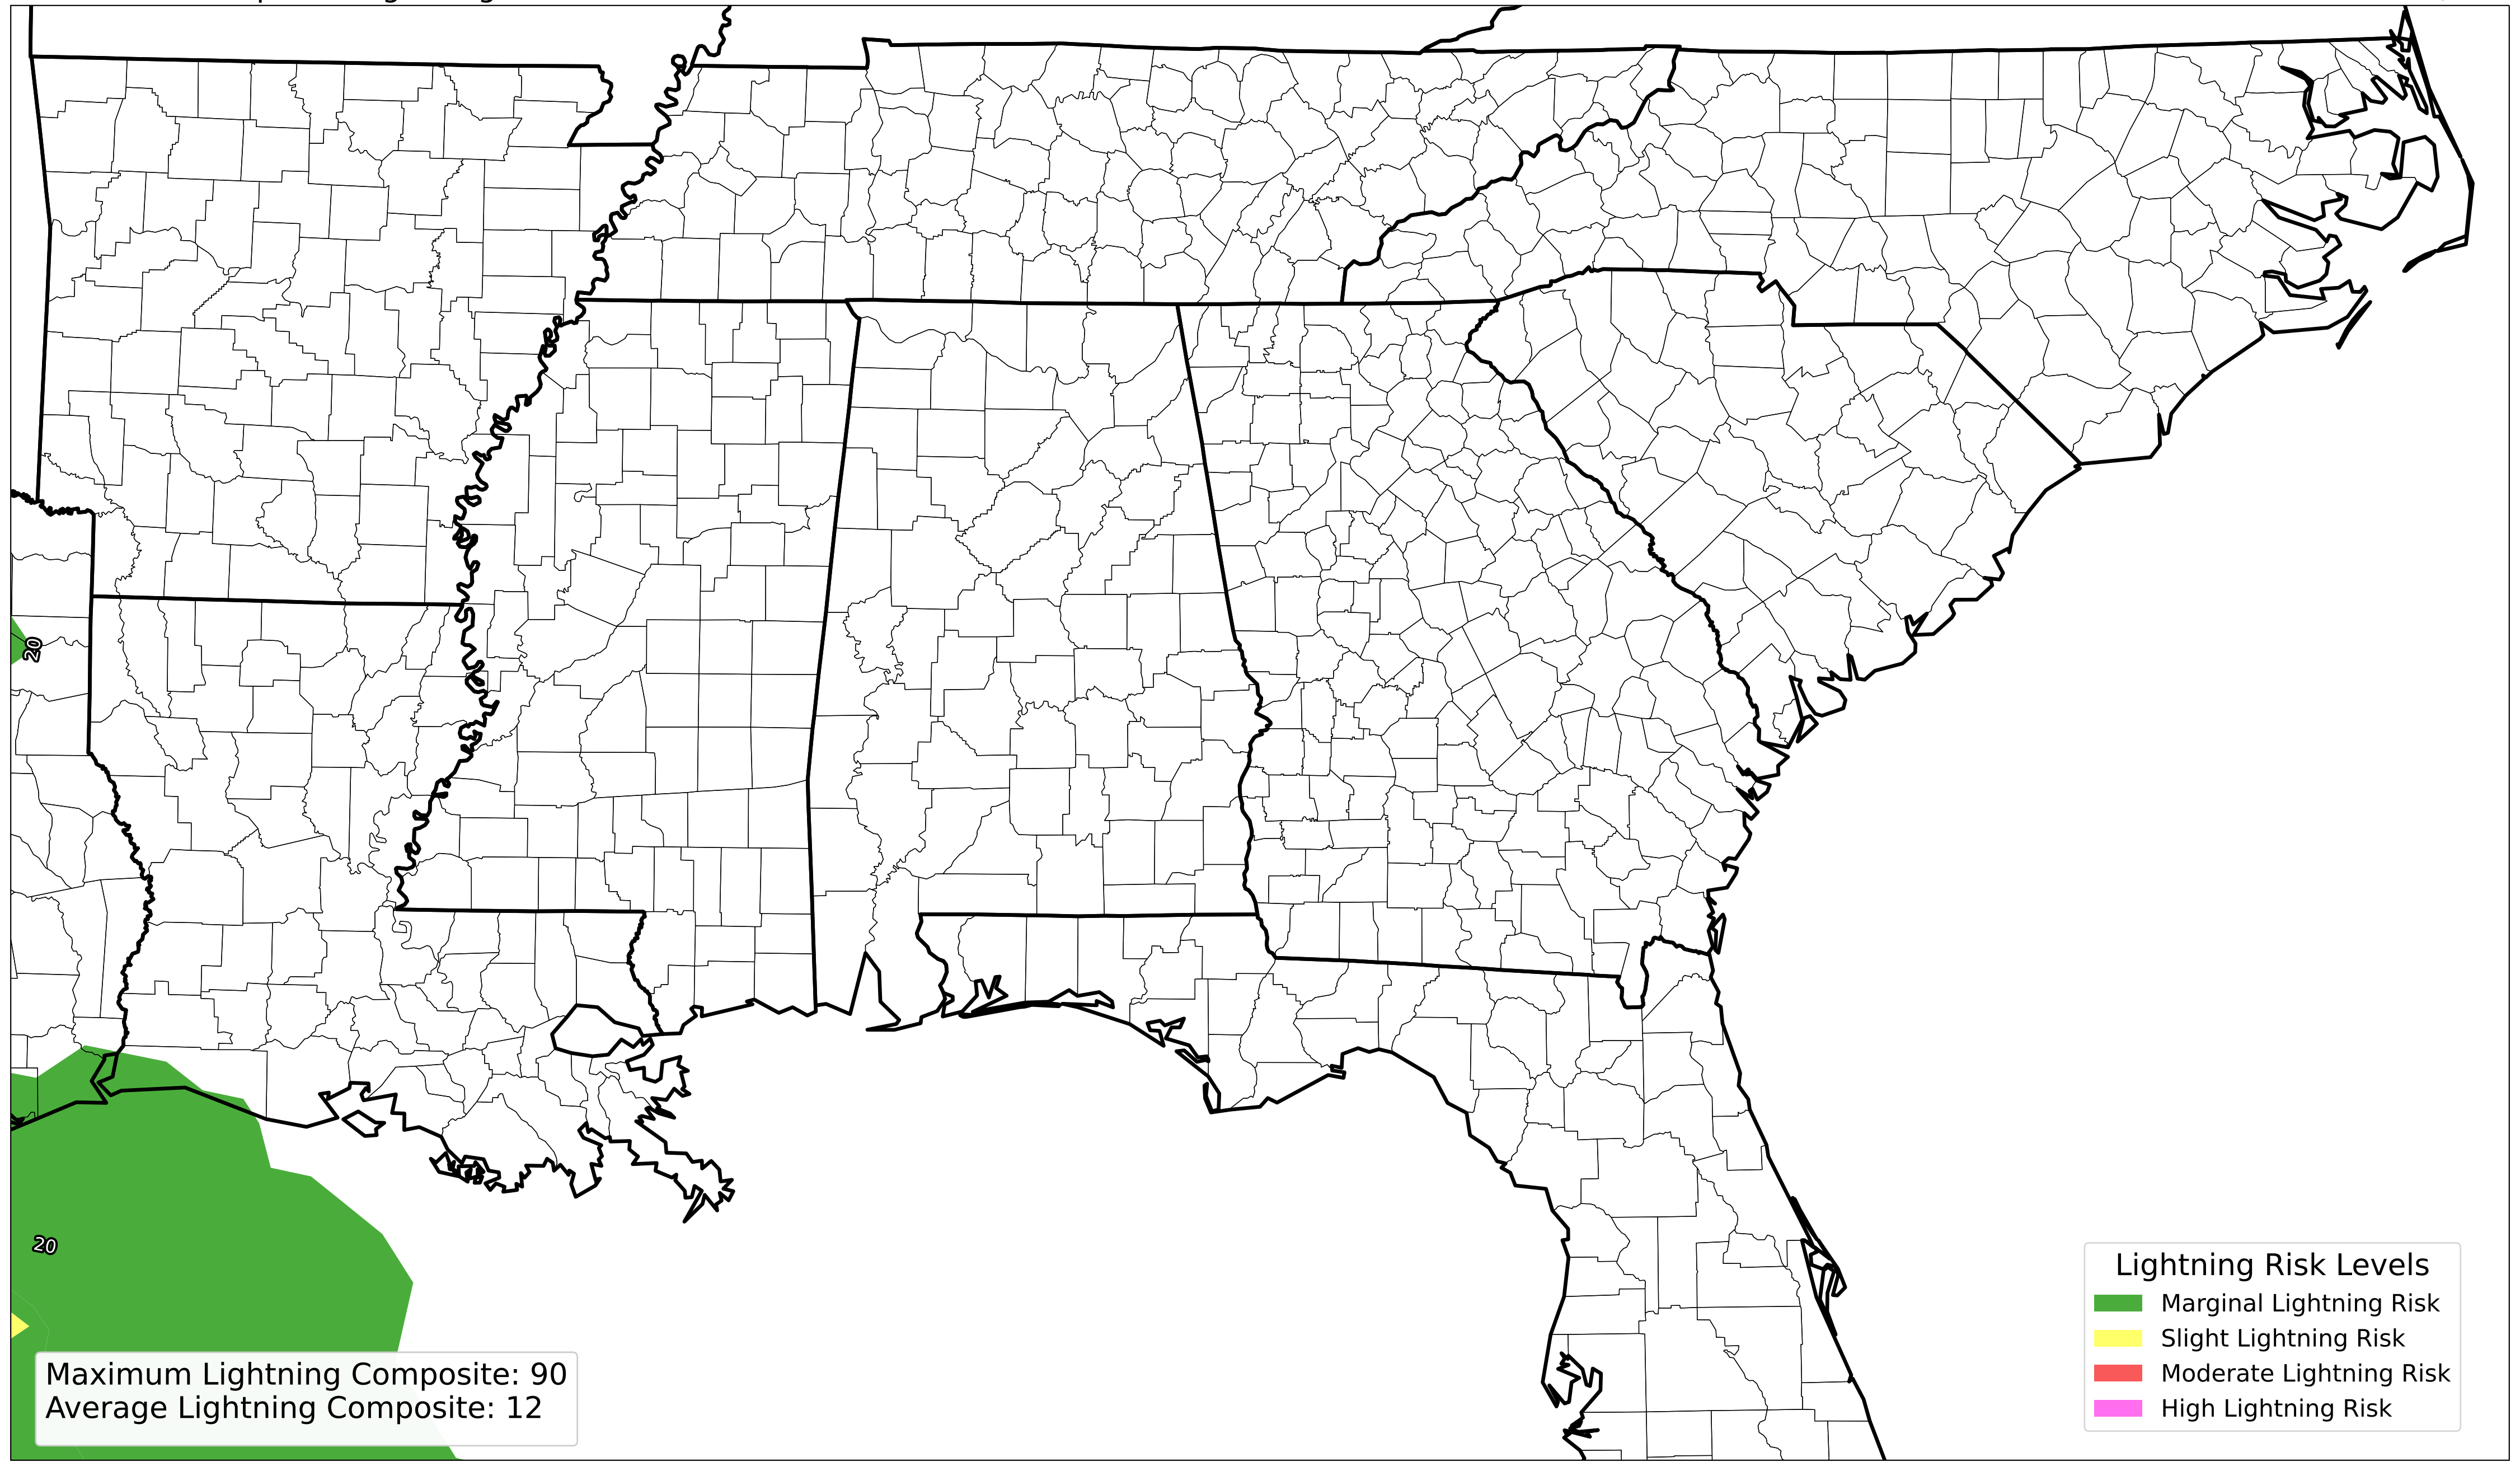 20
20
Maximum Lightning Composite: 90
Average Lightning Composite: 12
Lightning Risk Levels
Marginal Lightning Risk
Slight Lightning Risk
Moderate Lightning Risk
High Lightning Risk